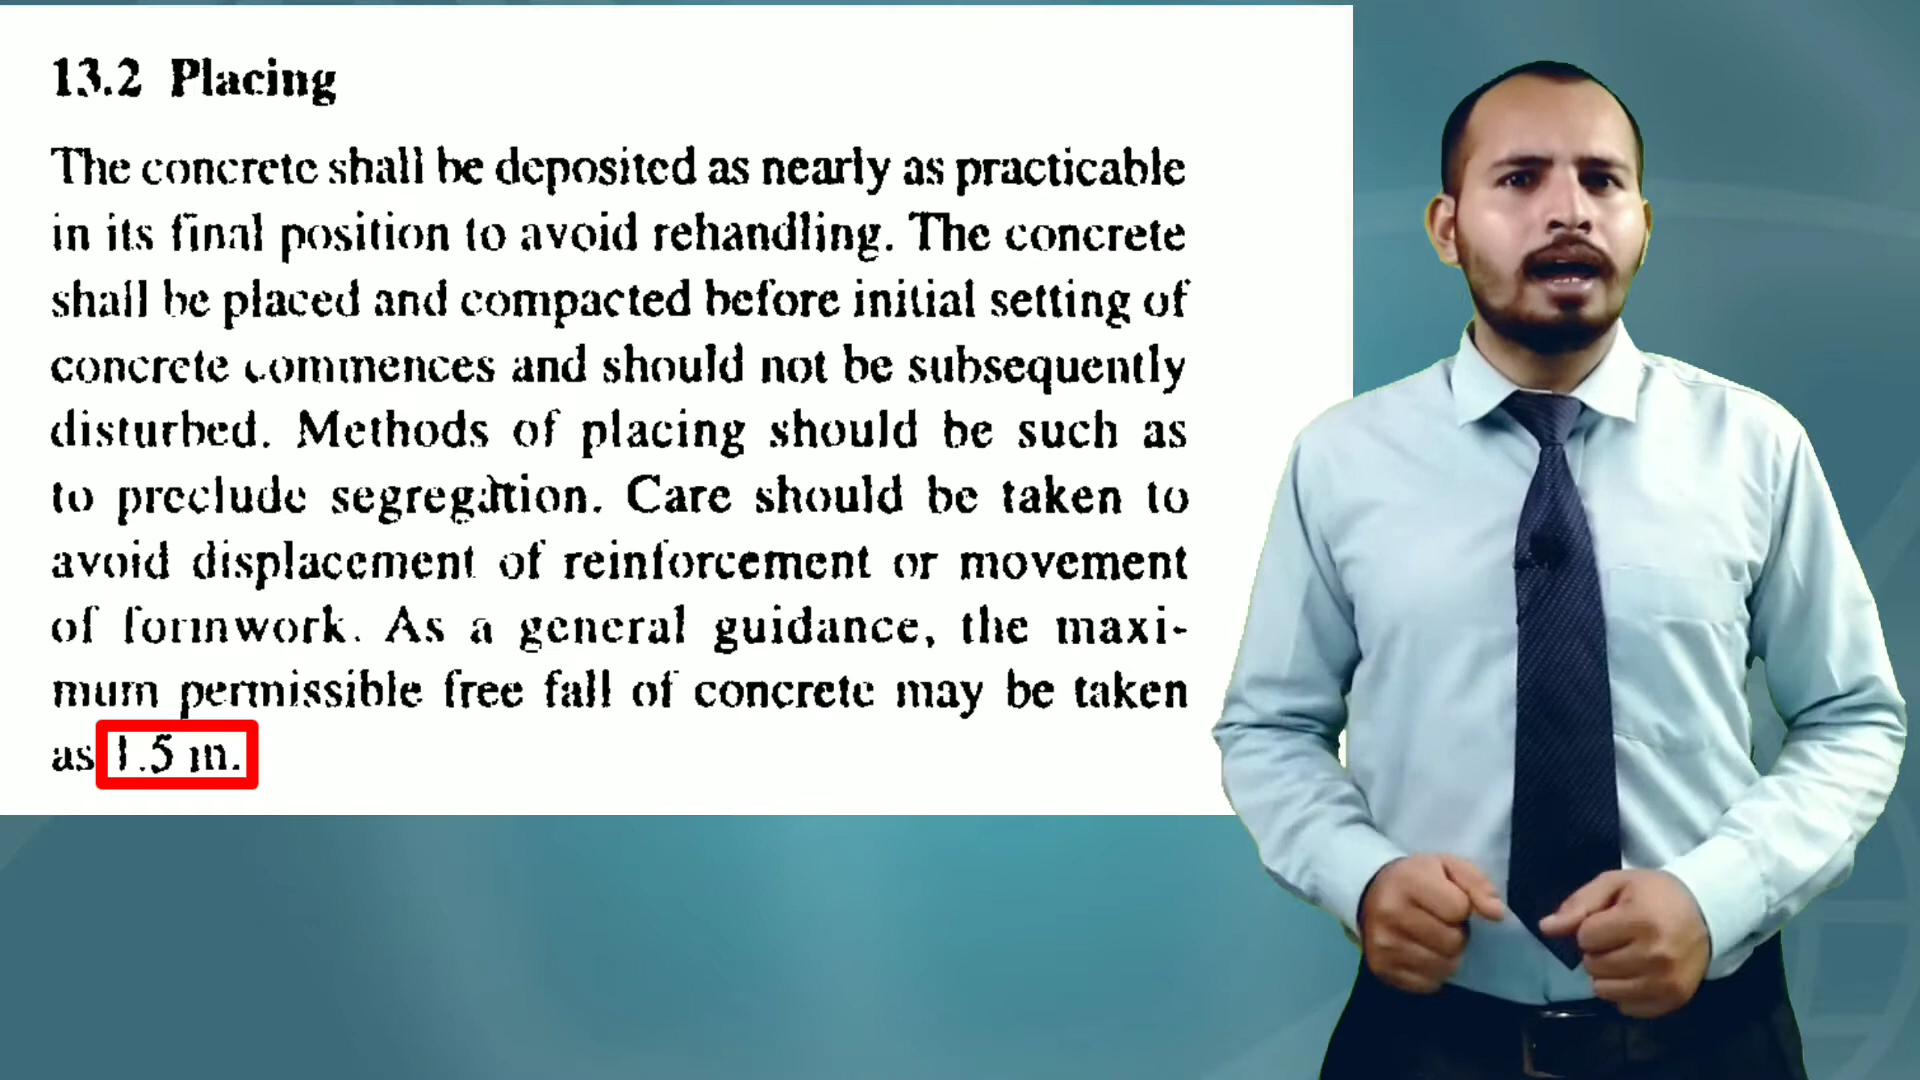 13.2 Placing
The concrete shall be deposited as nearly as practicable
in its final position to avoid rehandling. The concrete
shall be placed and compacted before initial setting of
concrete commences and should not be subsequently
disturbed. Methods of placing should be such as
to preclude segregation. Care should be taken to
avoid displacement of reinforcement or movement
of formwork. As a general guidance, the maxi-
mum permissible free fall of concrete may be taken
as 1.5 m.